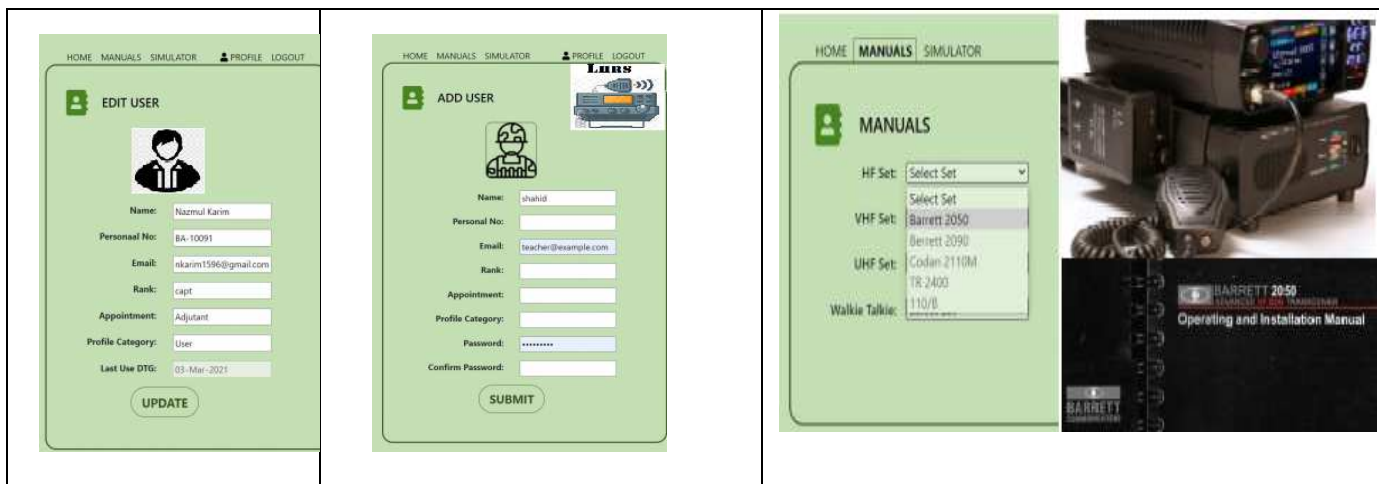 HOME MANUALS SIMULATOR PROFILE LOGOUT
EDIT USER
Name: Nazmul Karim
Personaal No: BA-10091
Email: nkarim1596@gmail.com
Rank: capt
Appointment: Adjutant
Profile Category: User
Last Use DTG: 03-Mar-2021
UPDATE
HOME MANUALS SIMULATOR PROFILE LOGOUT
LHRS
ADD USER
Name: shahid
Personal No:
Email: teacher@example.com
Rank:
Appointment:
Profile Category:
Password: •••••••••
Confirm Password:
SUBMIT
HOME MANUALS SIMULATOR
MANUALS
HF Set: Select Set
Select Set
VHF Set: Barrett 2050
Berrett 2090
UHF Set: Codan 2110M
TR 2400
110/B
Walkie Talkie:
BARRETT 2050
Operating and Installation Manual
BARRETT